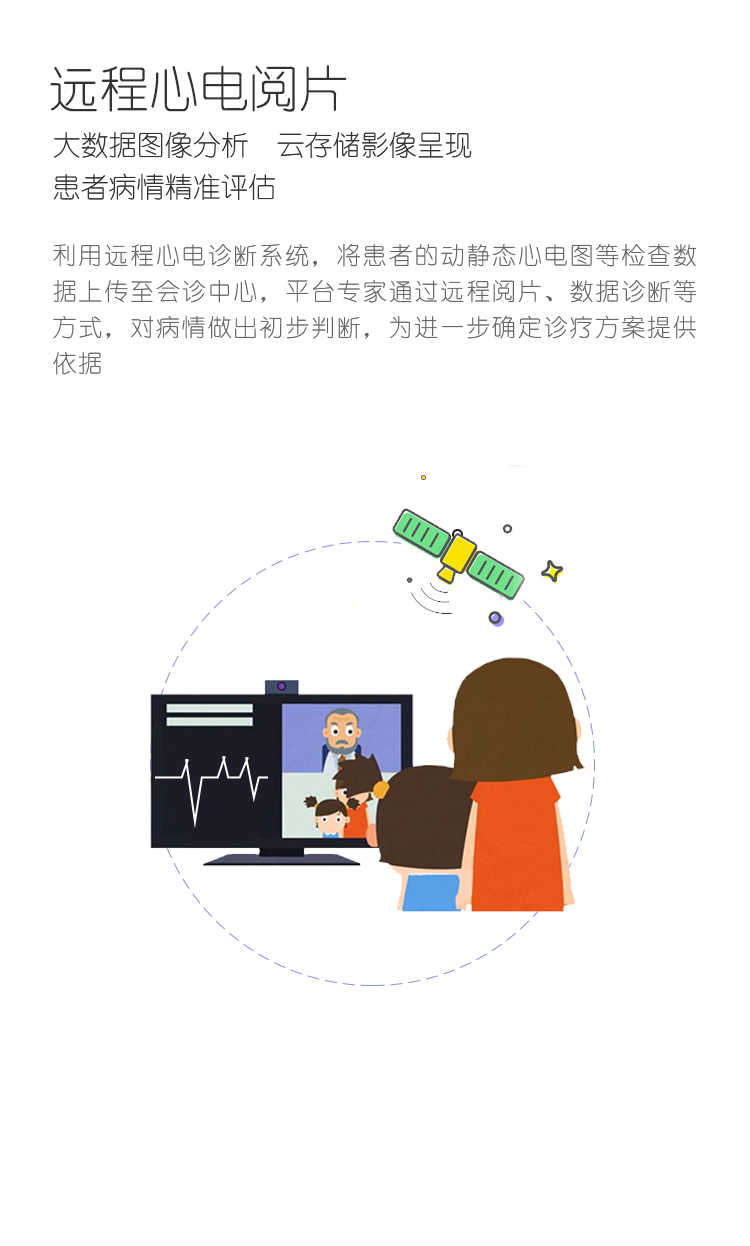 远程心电阅片
大数据图像分析 云存储影像呈现
患者病情精准评估
利用远程心电诊断系统，将患者的动静态心电图等检查数
据上传至会诊中心，平台专家通过远程阅片、数据诊断等
方式，对病情做出初步判断，为进一步确定诊疗方案提供
依据